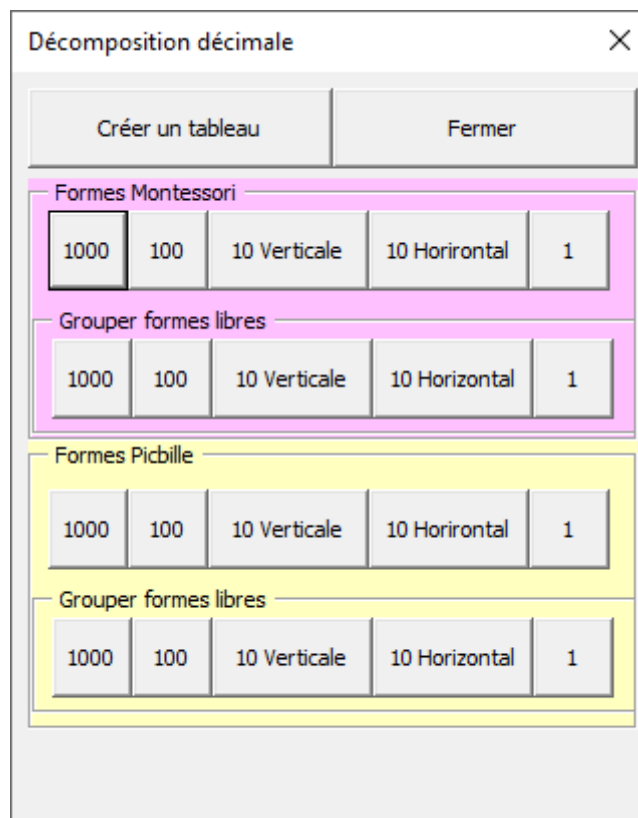 Décomposition décimale
Créer un tableau Fermer
Formes Montessori
1000 100 10 Verticale 10 Horirontal 1
Grouper formes libres
1000 100 10 Verticale 10 Horizontal 1
Formes Picbille
1000 100 10 Verticale 10 Horirontal 1
Grouper formes libres
1000 100 10 Verticale 10 Horizontal 1